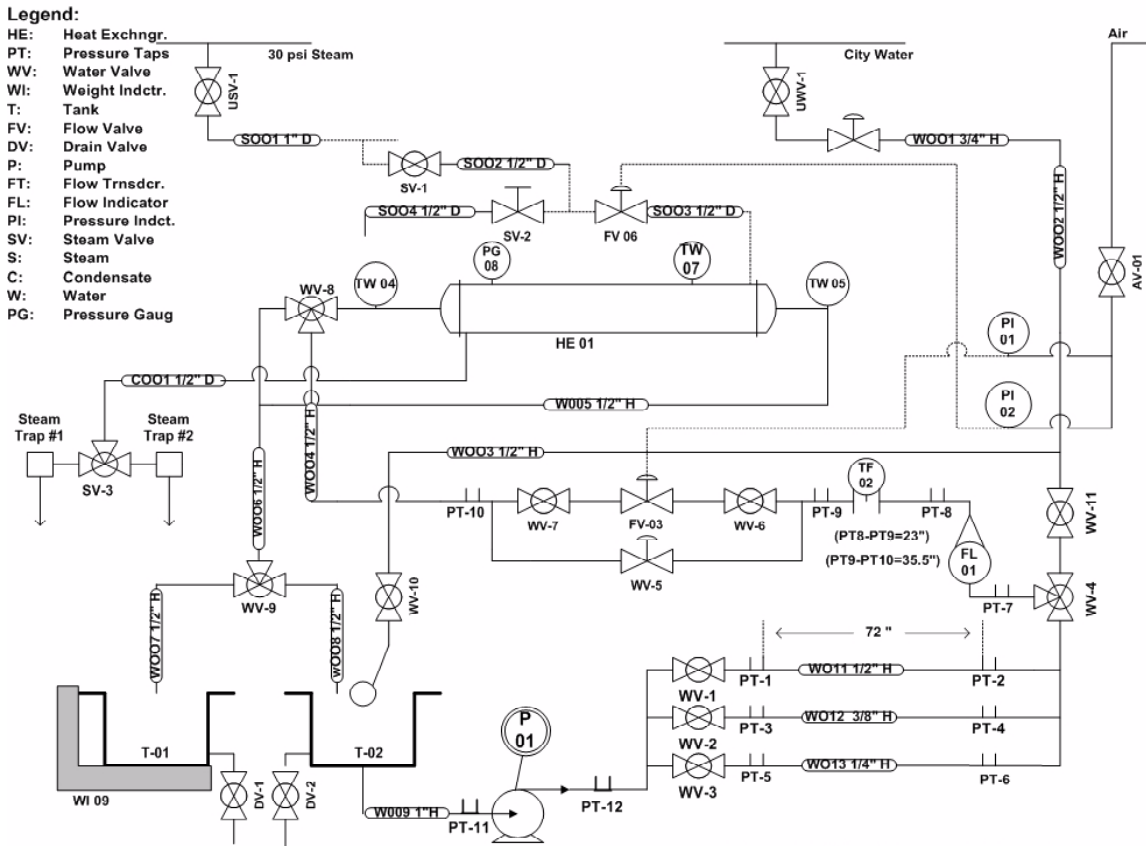 Legend:
HE: Heat Exchngr.
PT: Pressure Taps
WV: Water Valve
WI: Weight Indctr.
T: Tank
FV: Flow Valve
DV: Drain Valve
P: Pump
FT: Flow Trnsdcr.
FL: Flow Indicator
PI: Pressure Indct.
SV: Steam Valve
S: Steam
C: Condensate
W: Water
PG: Pressure Gaug
30 psi Steam
City Water
Air
USV-1
UWV-1
SOO1 1" D
WOO1 3/4" H
SV-1
SOO2 1/2" D
WOO2 1/2" H
SOO4 1/2" D
SV-2
FV 06
SOO3 1/2" D
AV-01
PG
08
TW
07
WV-8
TW 04
TW 05
HE 01
PI
01
COO1 1/2" D
W005 1/2" H
PI
02
Steam
Trap #1
Steam
Trap #2
SV-3
WOO4 1/2" H
WOO3 1/2" H
WOO6 1/2" H
TF
02
PT-10
WV-7
FV-03
WV-6
PT-9
PT-8
WV-11
(PT8-PT9=23")
(PT9-PT10=35.5")
WV-5
FL
01
WV-9
WV-10
PT-7
WV-4
WOO7 1/2" H
wOO8 1/2" H
72 "
WV-1
PT-1
WO11 1/2" H
PT-2
WV-2
PT-3
WO12 3/8" H
PT-4
WV-3
PT-5
WO13 1/4" H
PT-6
P
01
T-01
T-02
WI 09
DV-1
DV-2
W009 1"H
PT-11
PT-12